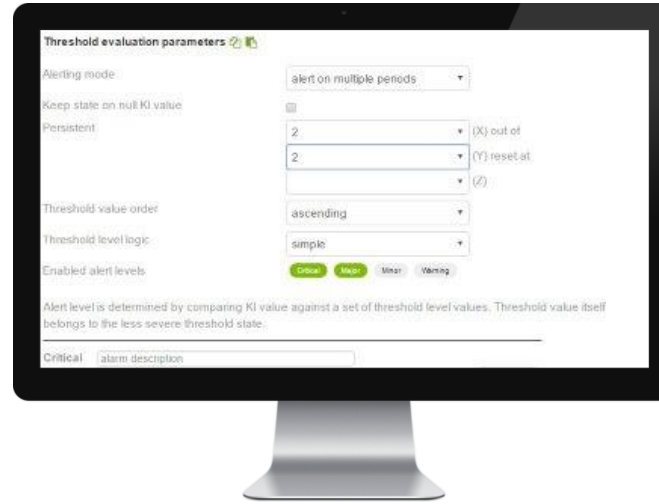 Threshold evaluation parameters
Alerting mode alert on multiple periods
Keep state on null KI value
Persistent 2 (X) out of
2 (Y) reset at
(Z)
Threshold value order ascending
Threshold level logic simple
Enabled alert levels Critical Major Minor Warning
Alert level is determined by comparing KI value against a set of threshold level values. Threshold value itself
belongs to the less severe threshold state.
Critical alarm description